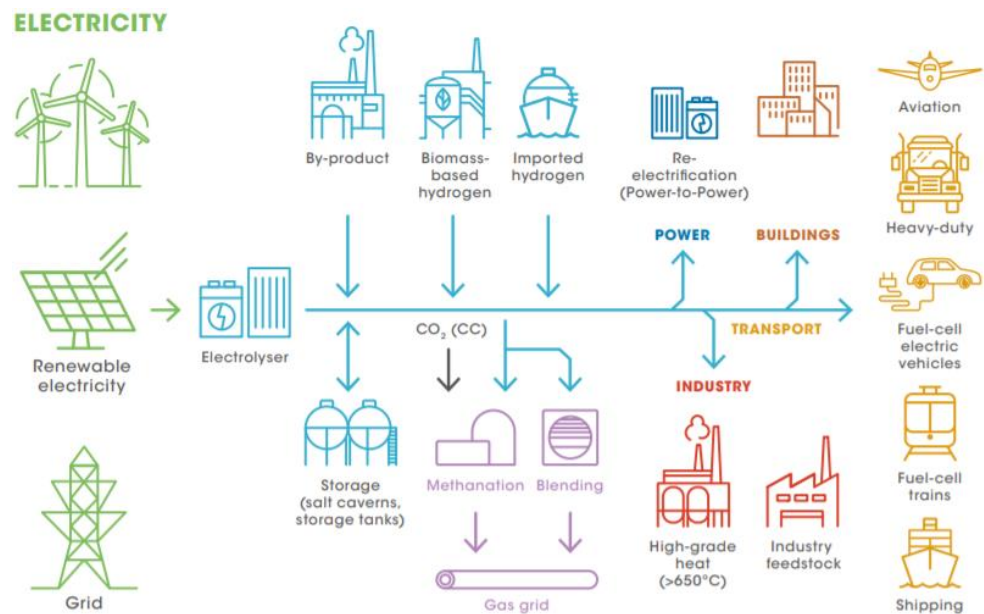 ELECTRICITY
Renewable
electricity
Grid
Electrolyser
By-product
Biomass-
based
hydrogen
Imported
hydrogen
Re-
electrification
(Power-to-Power)
POWER
BUILDINGS
TRANSPORT
CO₂ (CC)
INDUSTRY
Storage
(salt caverns,
storage tanks)
Methanation
Blending
Gas grid
High-grade
heat
(>650°C)
Industry
feedstock
Aviation
Heavy-duty
Fuel-cell
electric
vehicles
Fuel-cell
trains
Shipping